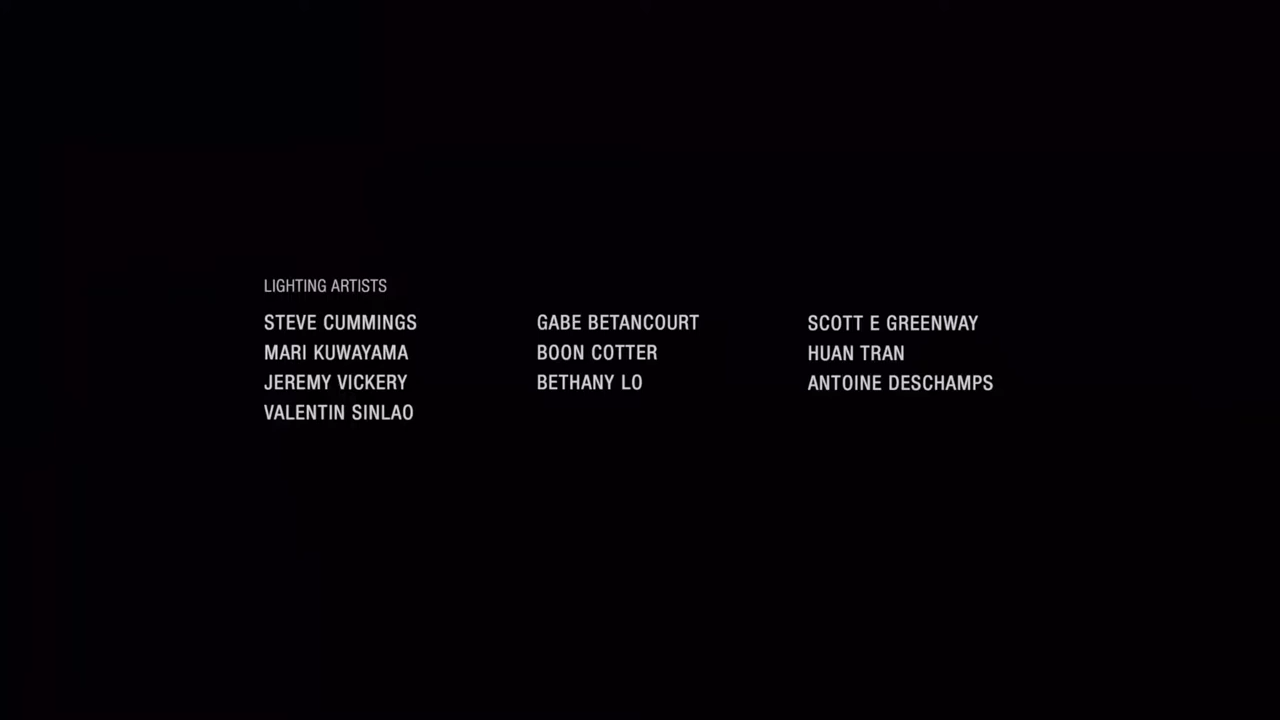 LIGHTING ARTISTS
STEVE CUMMINGS
MARI KUWAYAMA
JEREMY VICKERY
VALENTIN SINLAO
GABE BETANCOURT
BOON COTTER
BETHANY LO
SCOTT E GREENWAY
HUAN TRAN
ANTOINE DESCHAMPS